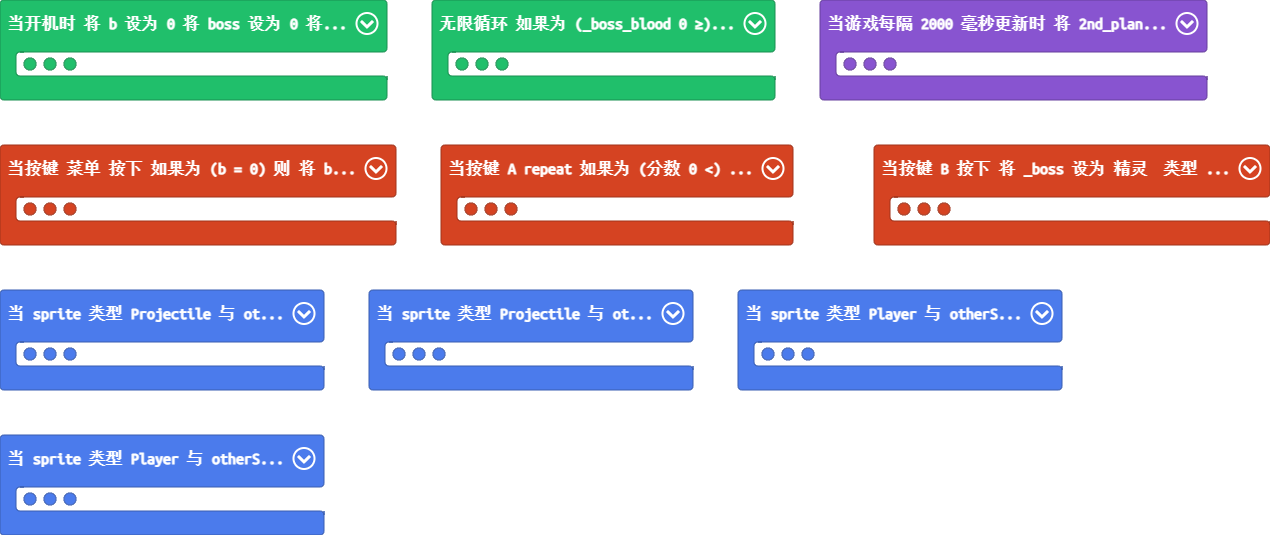 当开机时 将 b 设为 0 将 boss 设为 0 将...
无限循环 如果为 (_boss_blood 0 ≥)...
当游戏每隔 2000 毫秒更新时 将 2nd_plan...
当按键 菜单 按下 如果为 (b = 0) 则 将 b...
当按键 A repeat 如果为 (分数 0 <) ...
当按键 B 按下 将 _boss 设为 精灵 类型 ...
当 sprite 类型 Projectile 与 ot...
当 sprite 类型 Projectile 与 ot...
当 sprite 类型 Player 与 otherS...
当 sprite 类型 Player 与 otherS...